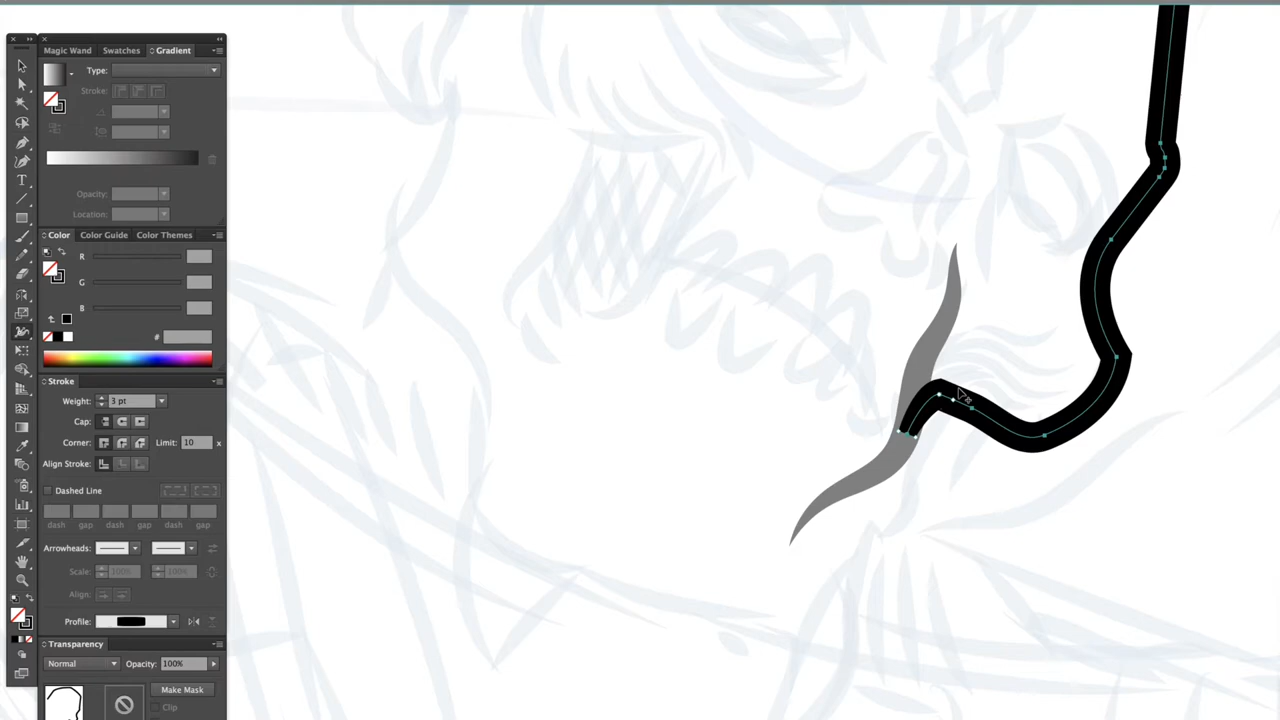 Magic Wand Swatches Gradient
Type:
Stroke:
Opacity:
Location:
Color Color Guide Color Themes
R
G
B
#
Stroke
Weight: 3 pt
Cap:
Corner: Limit: 10 x
Align Stroke:
Dashed Line
dash gap dash gap dash gap
Arrowheads:
Scale: 100% 100%
Align:
Profile:
Transparency
Normal Opacity: 100%
Make Mask
Clip